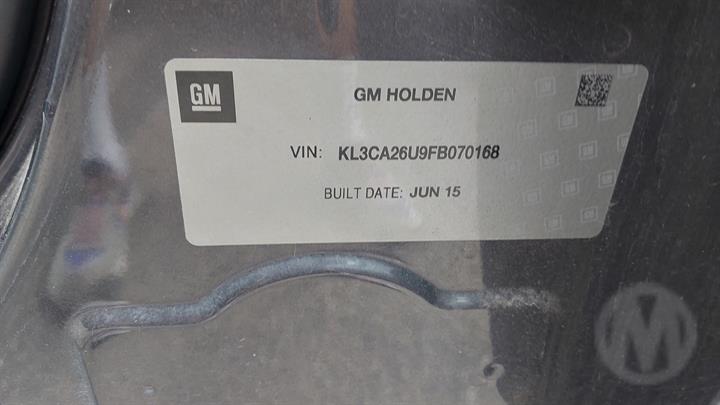 GM
GM HOLDEN
VIN: KL3CA26U9FB070168
BUILT DATE: JUN 15
M